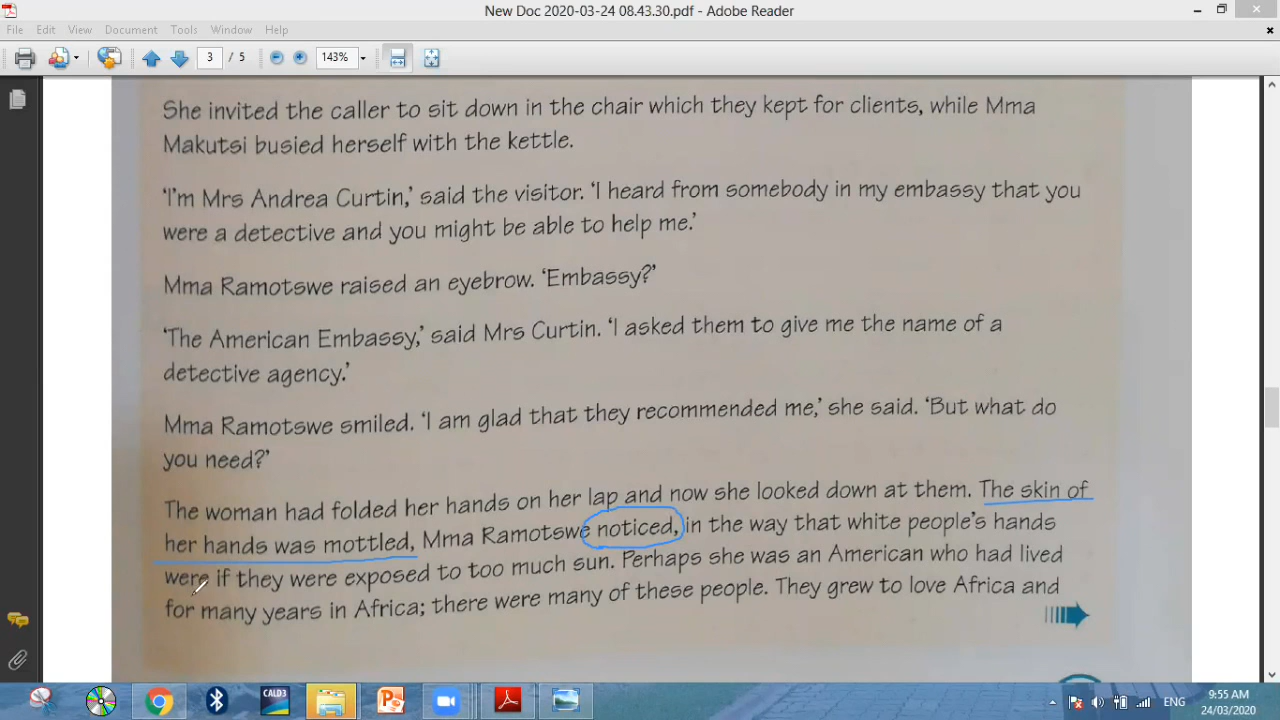 New Doc 2020-03-24 08.43.30.pdf - Adobe Reader
File Edit View Document Tools Window Help
3 / 5 143%
She invited the caller to sit down in the chair which they kept for clients, while Mma
Makutsi busied herself with the kettle.
‘I’m Mrs Andrea Curtin,’ said the visitor. ‘I heard from somebody in my embassy that you
were a detective and you might be able to help me.’
Mma Ramotswe raised an eyebrow. ‘Embassy?’
‘The American Embassy,’ said Mrs Curtin. ‘I asked them to give me the name of a
detective agency.’
Mma Ramotswe smiled. ‘I am glad that they recommended me,’ she said. ‘But what do
you need?’
The woman had folded her hands on her lap and now she looked down at them. The skin of
her hands was mottled, Mma Ramotswe noticed, in the way that white people’s hands
were if they were exposed to too much sun. Perhaps she was an American who had lived
for many years in Africa; there were many of these people. They grew to love Africa and
CALD3
ENG
9:55 AM
24/03/2020